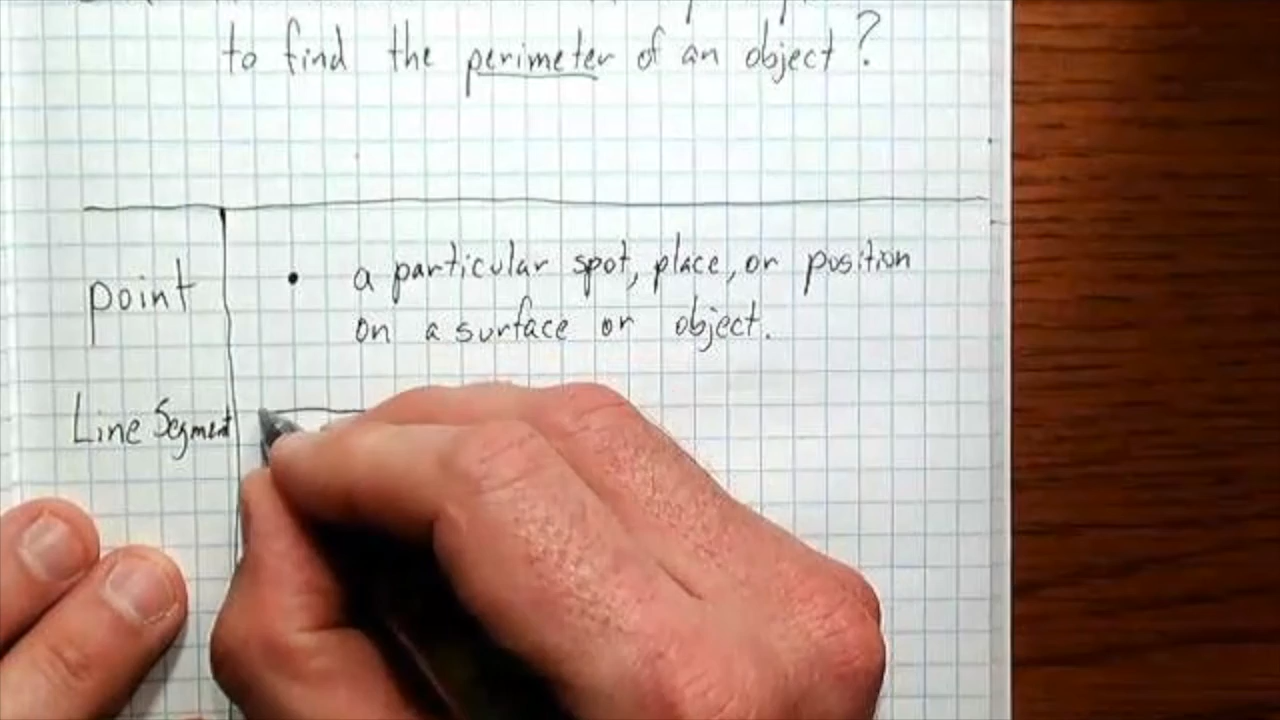 to find the perimeter of an object?
point
a particular spot, place, or position
on a surface or object.
Line Segment